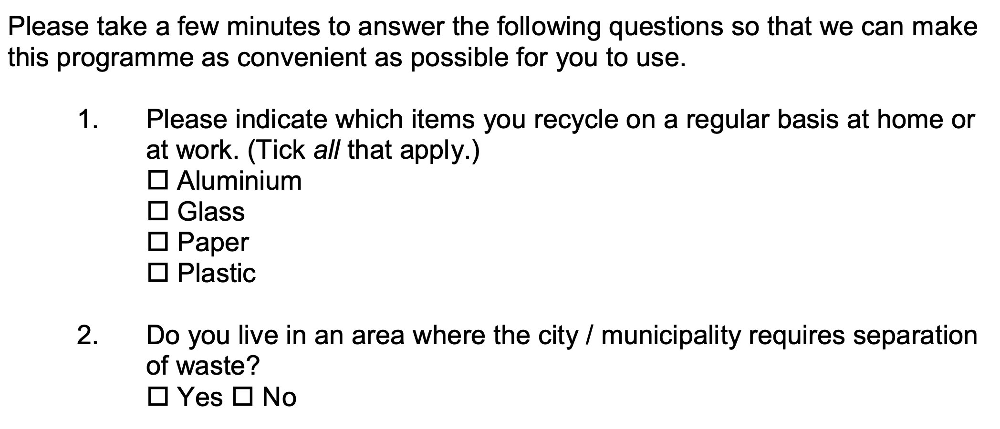 Please take a few minutes to answer the following questions so that we can make
this programme as convenient as possible for you to use.
1. Please indicate which items you recycle on a regular basis at home or
at work. (Tick all that apply.)
☐ Aluminium
☐ Glass
☐ Paper
☐ Plastic
2. Do you live in an area where the city / municipality requires separation
of waste?
☐ Yes ☐ No